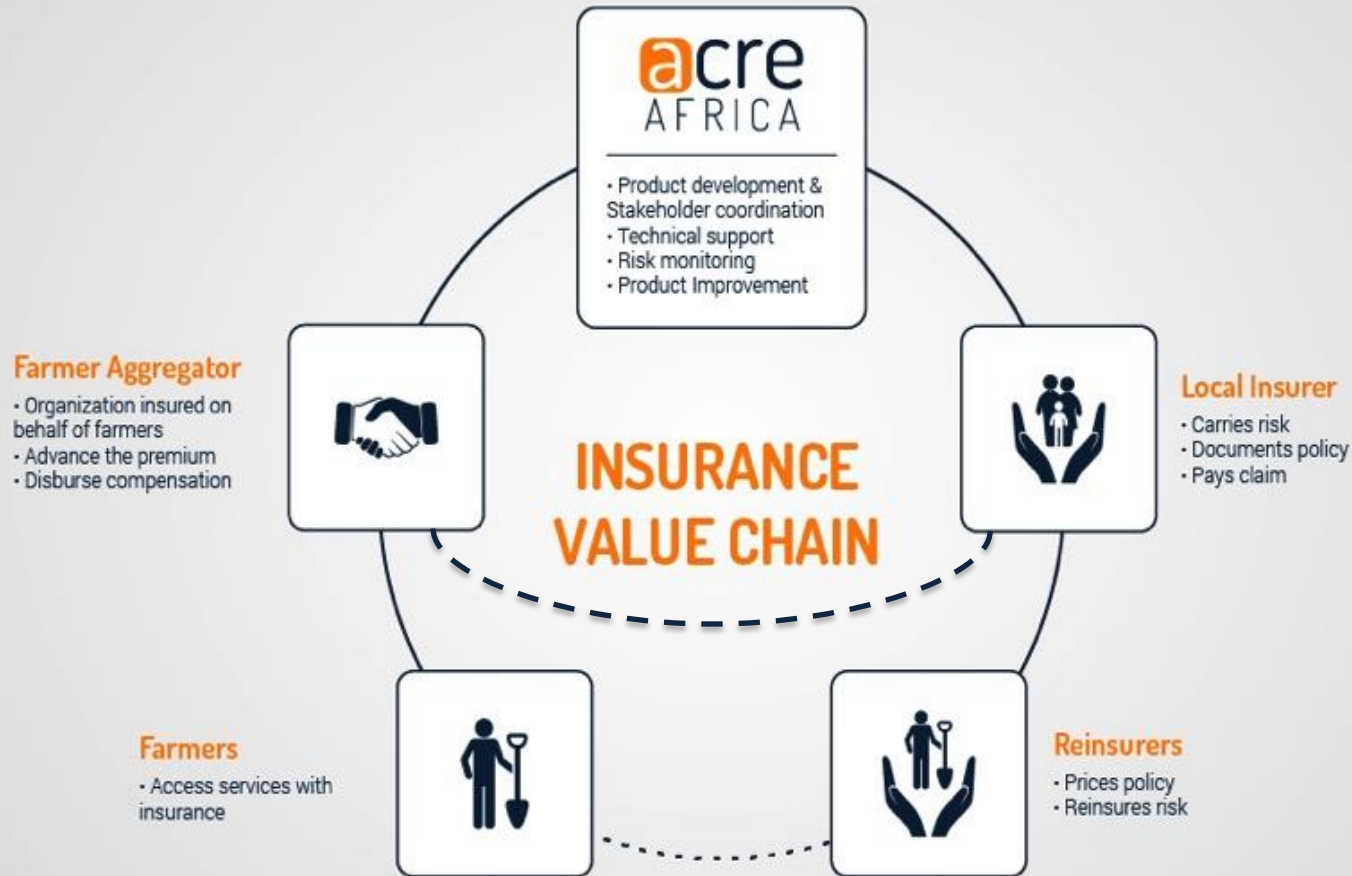 acre
AFRICA
• Product development &
Stakeholder coordination
• Technical support
• Risk monitoring
• Product Improvement
Farmer Aggregator
• Organization insured on
behalf of farmers
• Advance the premium
• Disburse compensation
INSURANCE
VALUE CHAIN
Local Insurer
• Carries risk
• Documents policy
• Pays claim
Farmers
• Access services with
insurance
Reinsurers
• Prices policy
• Reinsures risk